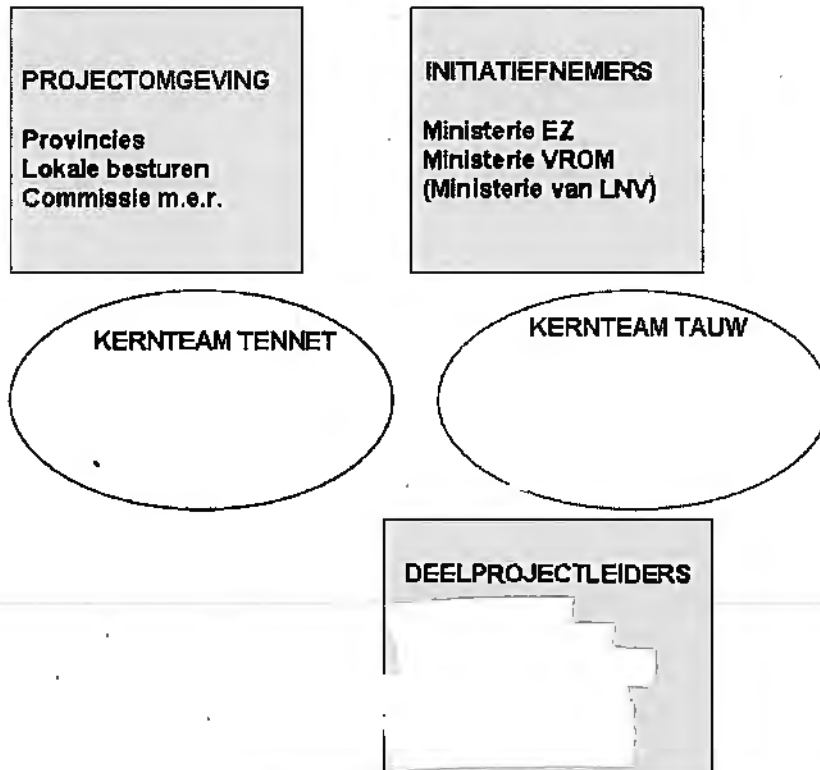 PROJECTOMGEVING
Provincies
Lokale besturen
Commissie m.e.r.
INITIATIEFNEMERS
Ministerie EZ
Ministerie VROM
(Ministerie van LNV)
KERNTEAM TENNET
KERNTEAM TAUW
DEELPROJECTLEIDERS